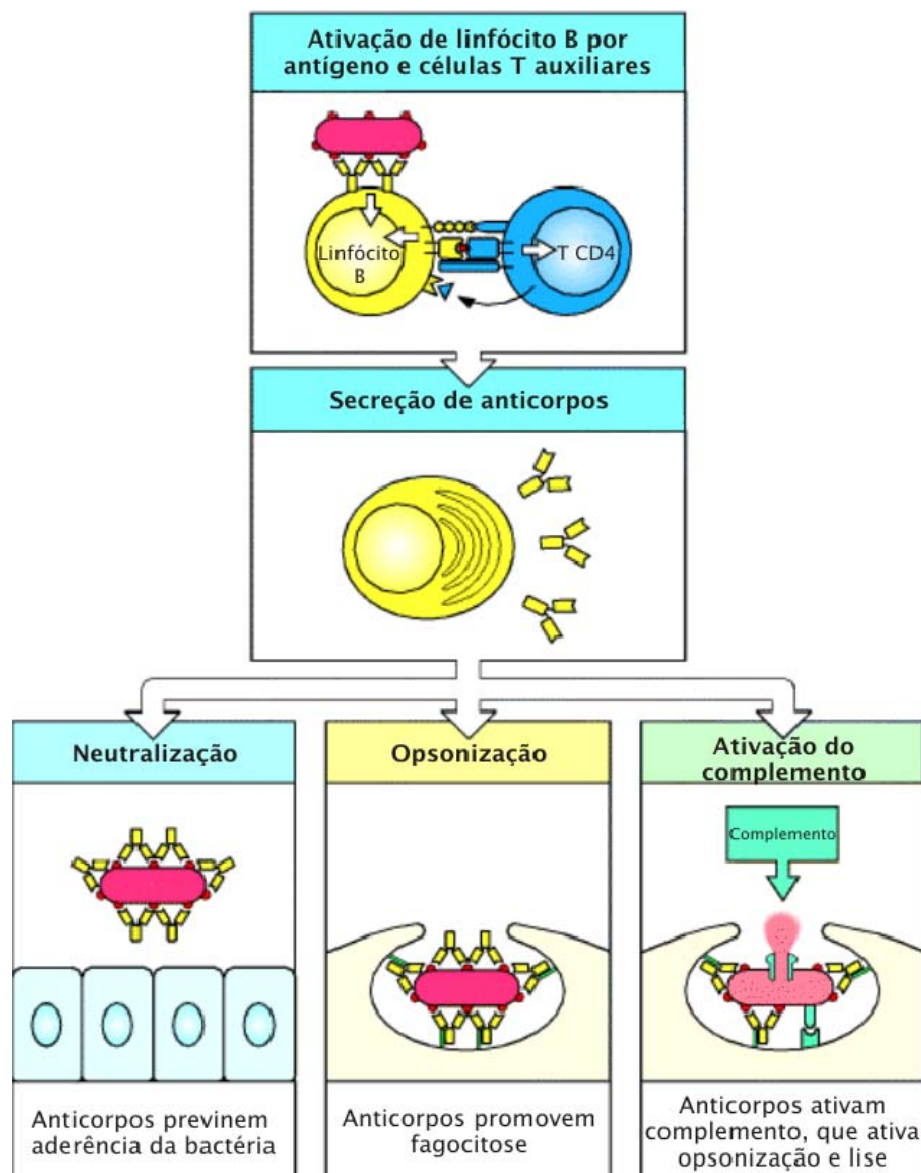 Ativação de linfócito B por
antígeno e células T auxiliares
Linfócito
B
T CD4
Secreção de anticorpos
Neutralização
Opsonização
Ativação do
complemento
Complemento
Anticorpos previnem
aderência da bactéria
Anticorpos promovem
fagocitose
Anticorpos ativam
complemento, que ativa
opsonização e lise